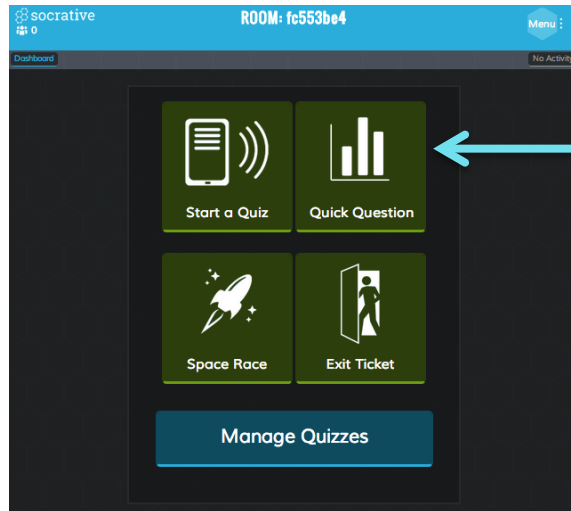 socrative
ROOM: fc553be4
Menu
0
Dashboard
No Activity
Start a Quiz
Quick Question
Space Race
Exit Ticket
Manage Quizzes